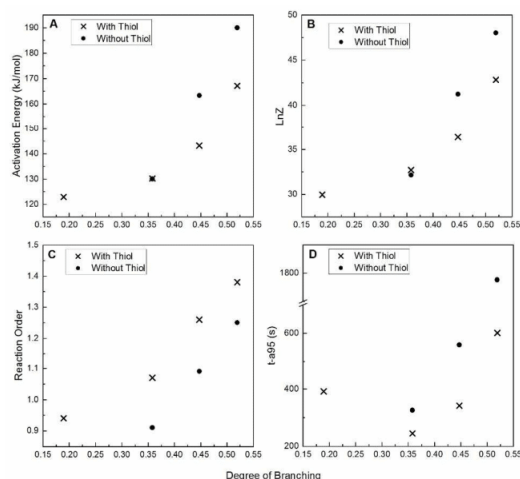 A
With Thiol
Without Thiol
190
180
170
160
150
140
130
120
Activation Energy (kJ/mol)
0.15 0.20 0.25 0.30 0.35 0.40 0.45 0.50 0.55
B
With Thiol
Without Thiol
50
45
40
35
30
LnZ
0.15 0.20 0.25 0.30 0.35 0.40 0.45 0.50 0.55
C
With Thiol
Without Thiol
1.5
1.4
1.3
1.2
1.1
1.0
0.9
Reaction Order
0.15 0.20 0.25 0.30 0.35 0.40 0.45 0.50 0.55
D
With Thiol
Without Thiol
1800
600
400
200
t-a95 (s)
0.15 0.20 0.25 0.30 0.35 0.40 0.45 0.50 0.55
Degree of Branching